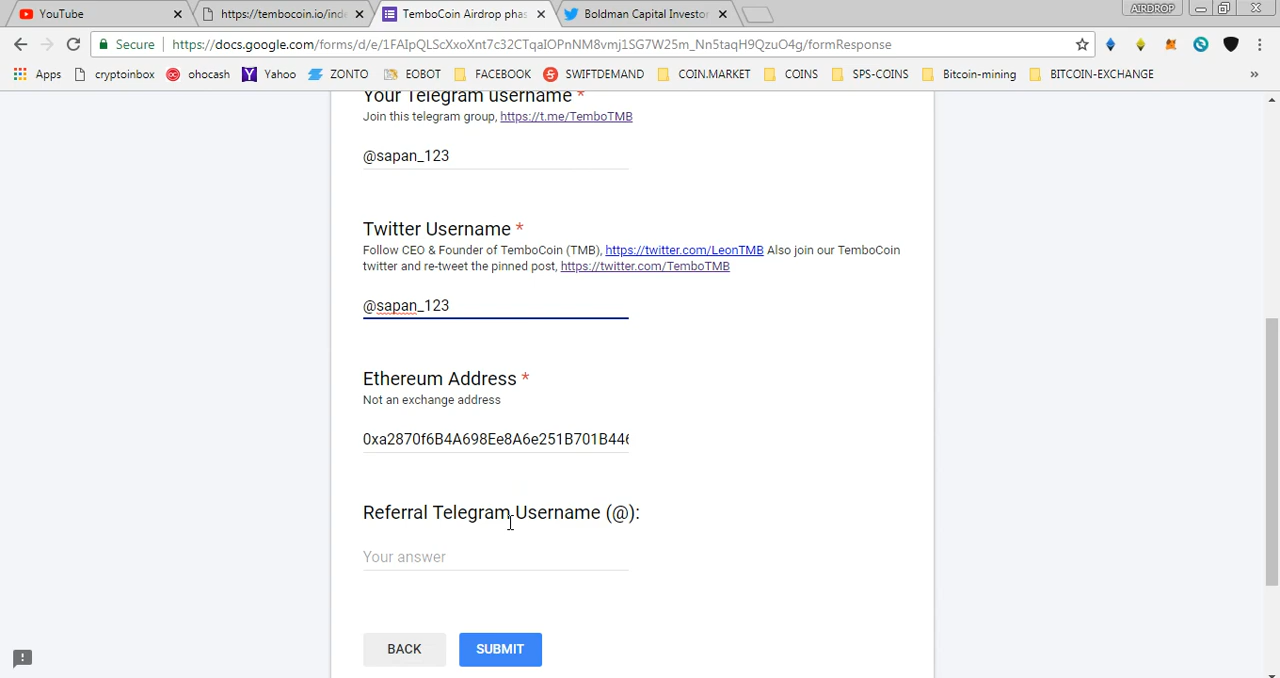 YouTube
https://tembocoin.io/ind
TemboCoin Airdrop phas
Boldman Capital Investor
AIRDROP
Secure
https://docs.google.com/forms/d/e/1FAIpQLScXxoXnt7c32CTqaIOPnNM8vmj1SG7W25m_Nn5taqH9QzuO4g/formResponse
Apps
cryptoinbox
ohocash
Yahoo
ZONTO
EOBOT
FACEBOOK
SWIFTDEMAND
COIN.MARKET
COINS
SPS-COINS
Bitcoin-mining
BITCOIN-EXCHANGE
»
Your Telegram username *
Join this telegram group, https://t.me/TemboTMB
@sapan_123
Twitter Username *
Follow CEO & Founder of TemboCoin (TMB), https://twitter.com/LeonTMB Also join our TemboCoin
twitter and re-tweet the pinned post, https://twitter.com/TemboTMB
@sapan_123
Ethereum Address *
Not an exchange address
0xa2870f6B4A698Ee8A6e251B701B446
Referral Telegram Username (@):
Your answer
BACK
SUBMIT